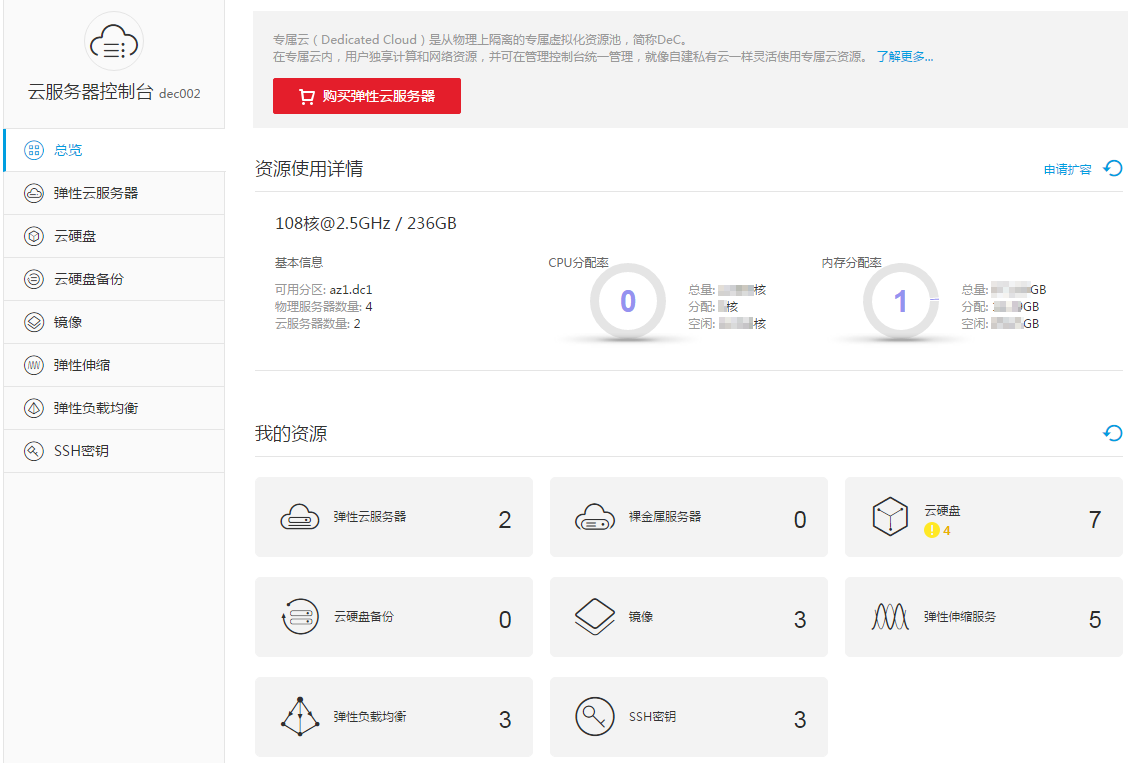 云服务器控制台 dec002
总览
弹性云服务器
云硬盘
云硬盘备份
镜像
弹性伸缩
弹性负载均衡
SSH密钥
专属云（Dedicated Cloud）是从物理上隔离的专属虚拟化资源池，简称DeC。
在专属云内，用户独享计算和网络资源，并可在管理控制台统一管理，就像自建私有云一样灵活使用专属云资源。 了解更多...
购买弹性云服务器
资源使用详情
申请扩容
108核@2.5GHz / 236GB
基本信息
可用分区: az1.dc1
物理服务器数量: 4
云服务器数量: 2
CPU分配率
0
总量: 核
分配: 核
空闲: 核
内存分配率
1
总量: GB
分配: GB
空闲: GB
我的资源
弹性云服务器 2
裸金属服务器 0
云硬盘 7
4
云硬盘备份 0
镜像 3
弹性伸缩服务 5
弹性负载均衡 3
SSH密钥 3